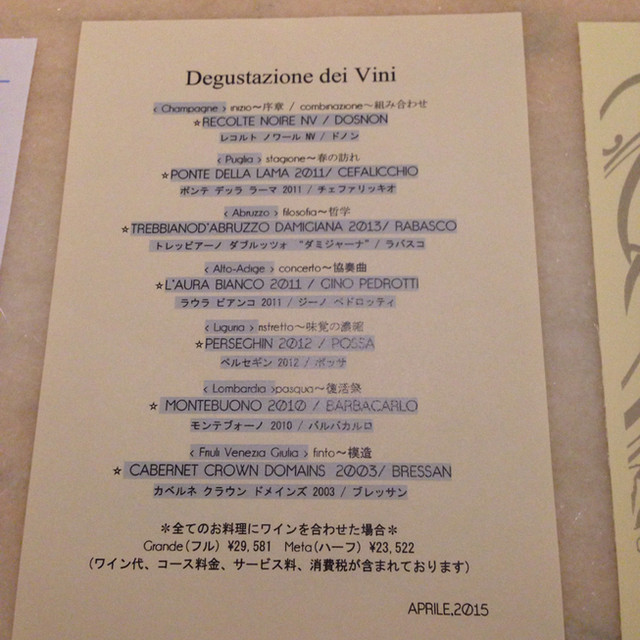 Degustazione dei Vini
< Champagne > inizio～序章 / combinazione～組み合わせ
☆RECOLTE NOIRE NV / DOSNON
レコルト ノワール NV / ドノン
< Puglia > stagione～春の訪れ
☆PONTE DELLA LAMA 2011/ CEFALICCHIO
ポンテ デッラ ラーマ 2011 / チェファリッキオ
< Abruzzo > filosofia～哲学
☆TREBBIANOD'ABRUZZO DAMIGIANA 2013/ RABASCO
トレッビアーノ ダブルッツォ "ダミジャーナ" / ラバスコ
< Alto-Adige > concerto～協奏曲
☆L'AURA BIANCO 2011 / GINO PEDROTTI
ラウラ ビアンコ 2011 / ジーノ ペドロッティ
< Liguria > ristretto～味覚の濃縮
☆PERSEGHIN 2012 / POSSA
ペルセギン 2012 / ポッサ
< Lombardia >pasqua～復活祭
☆ MONTEBUONO 2010 / BARBACARLO
モンテブォーノ 2010 / バルバカルロ
< Friuli Venezia Giulia > finto～模造
☆ CABERNET CROWN DOMAINS 2003/ BRESSAN
カベルネ クラウン ドメインズ 2003 / ブレッサン
＊全てのお料理にワインを合わせた場合＊
Grande(フル) ¥29,581 Meta(ハーフ) ¥23,522
(ワイン代、コース料金、サービス料、消費税が含まれております)
APRILE,2015